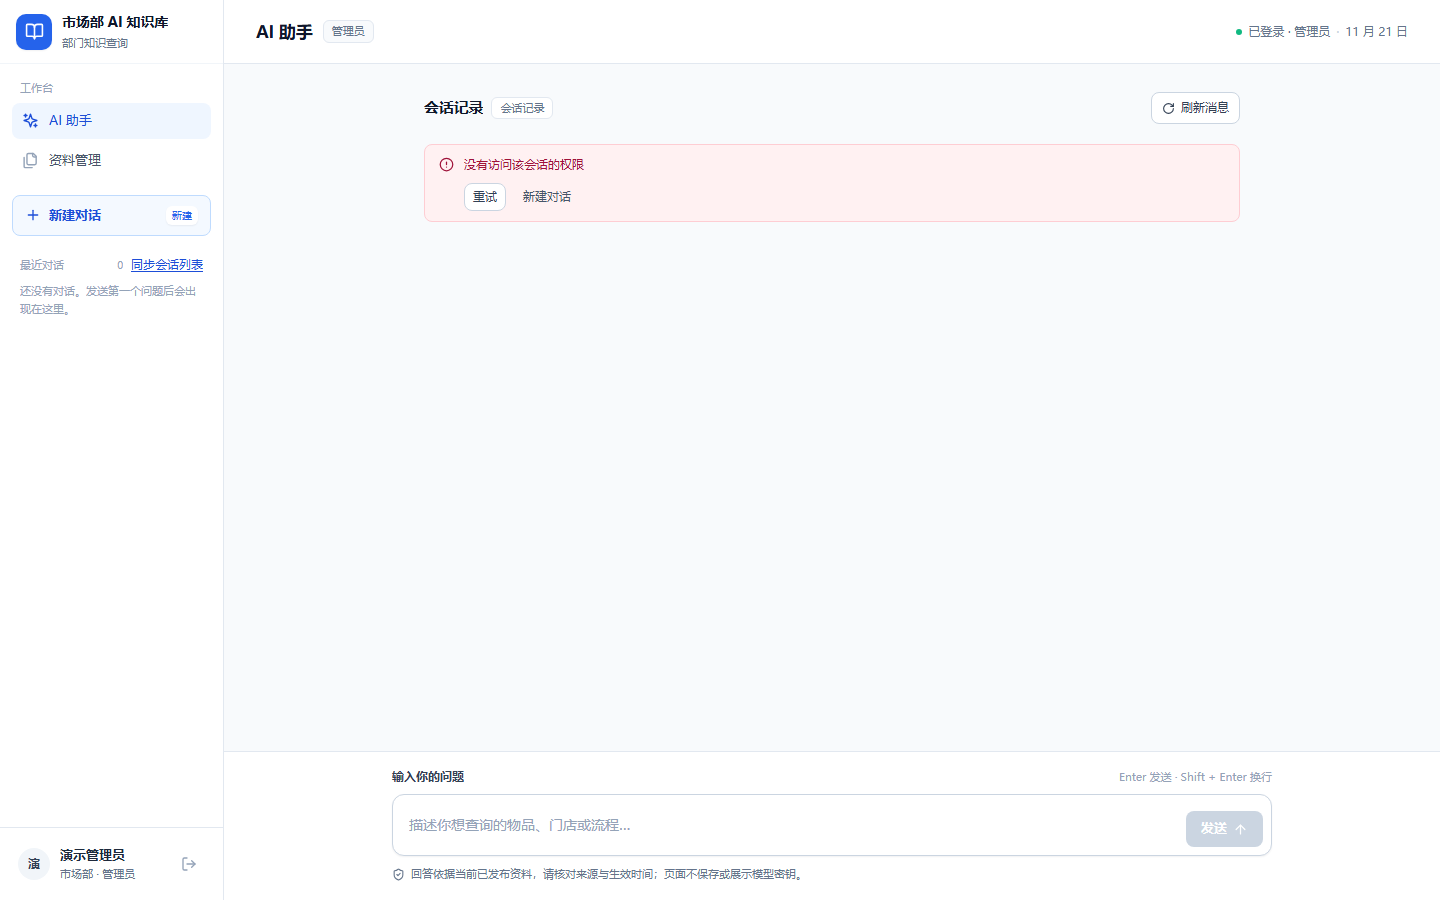 市场部 AI 知识库
部门知识查询
工作台
AI 助手
资料管理
新建对话 新建
最近对话 0 同步会话列表
还没有对话。发送第一个问题后会出
现在这里。
演 演示管理员
市场部 · 管理员
AI 助手 管理员
已登录 · 管理员 · 11 月 21 日
会话记录 会话记录
刷新消息
没有访问该会话的权限
重试 新建对话
输入你的问题
Enter 发送 · Shift + Enter 换行
描述你想查询的物品、门店或流程...
发送
回答依据当前已发布资料，请核对来源与生效时间；页面不保存或展示模型密钥。